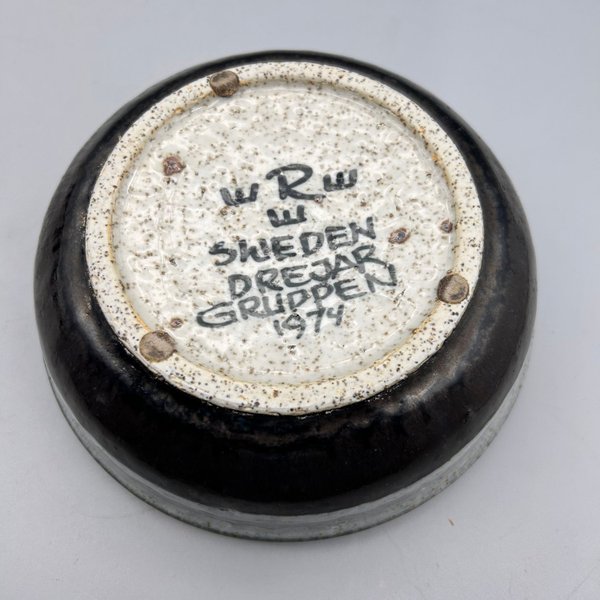 R
SWEDEN
DREJAR
GRUPPEN
1974